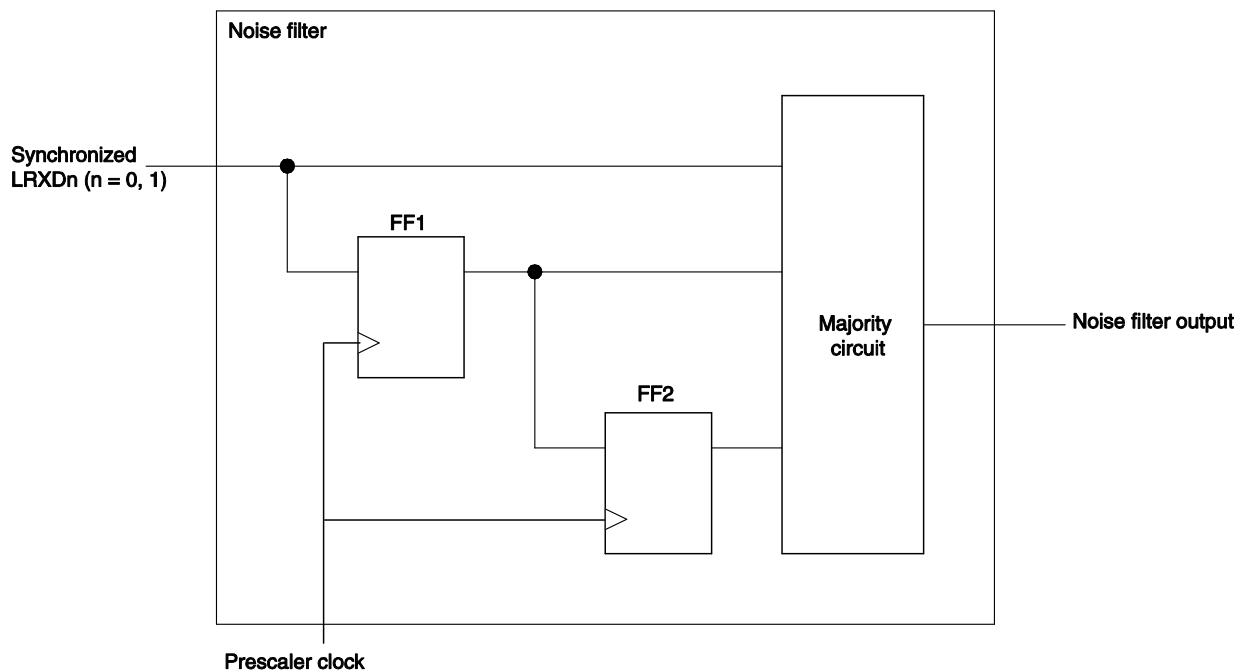 Noise filter
Synchronized
LRXDn (n = 0, 1)
FF1
Majority
circuit
Noise filter output
FF2
Prescaler clock